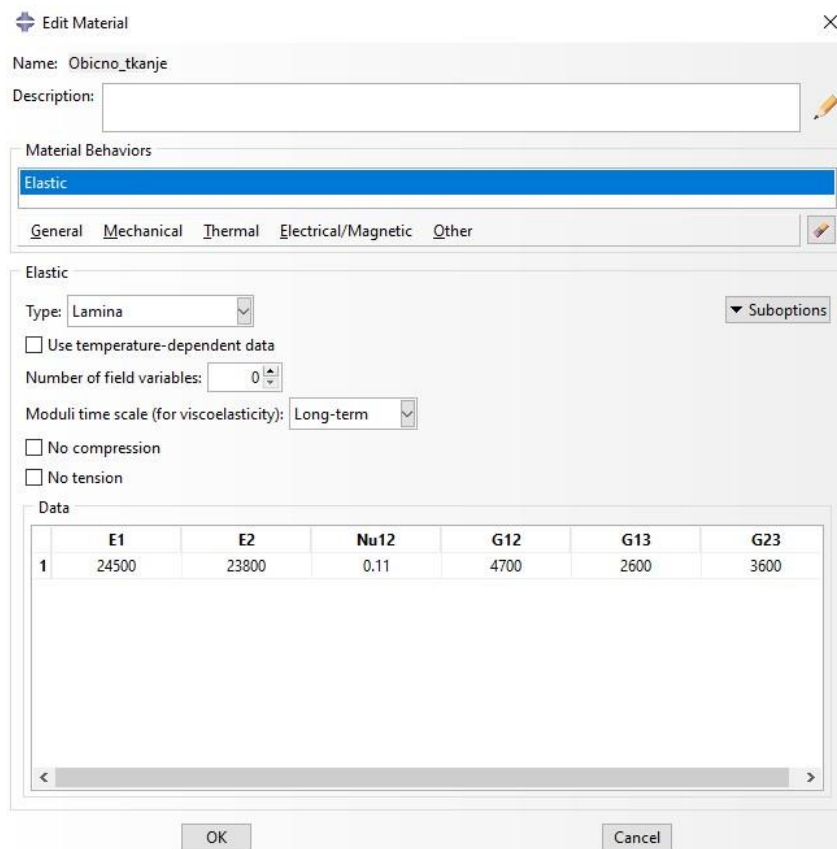 Edit Material
Name: Obicno_tkanje
Description:
Material Behaviors
Elastic
General Mechanical Thermal Electrical/Magnetic Other
Elastic
Type: Lamina
Suboptions
Use temperature-dependent data
Number of field variables: 0
Moduli time scale (for viscoelasticity): Long-term
No compression
No tension
Data
E1 E2 Nu12 G12 G13 G23
1 24500 23800 0.11 4700 2600 3600
OK Cancel